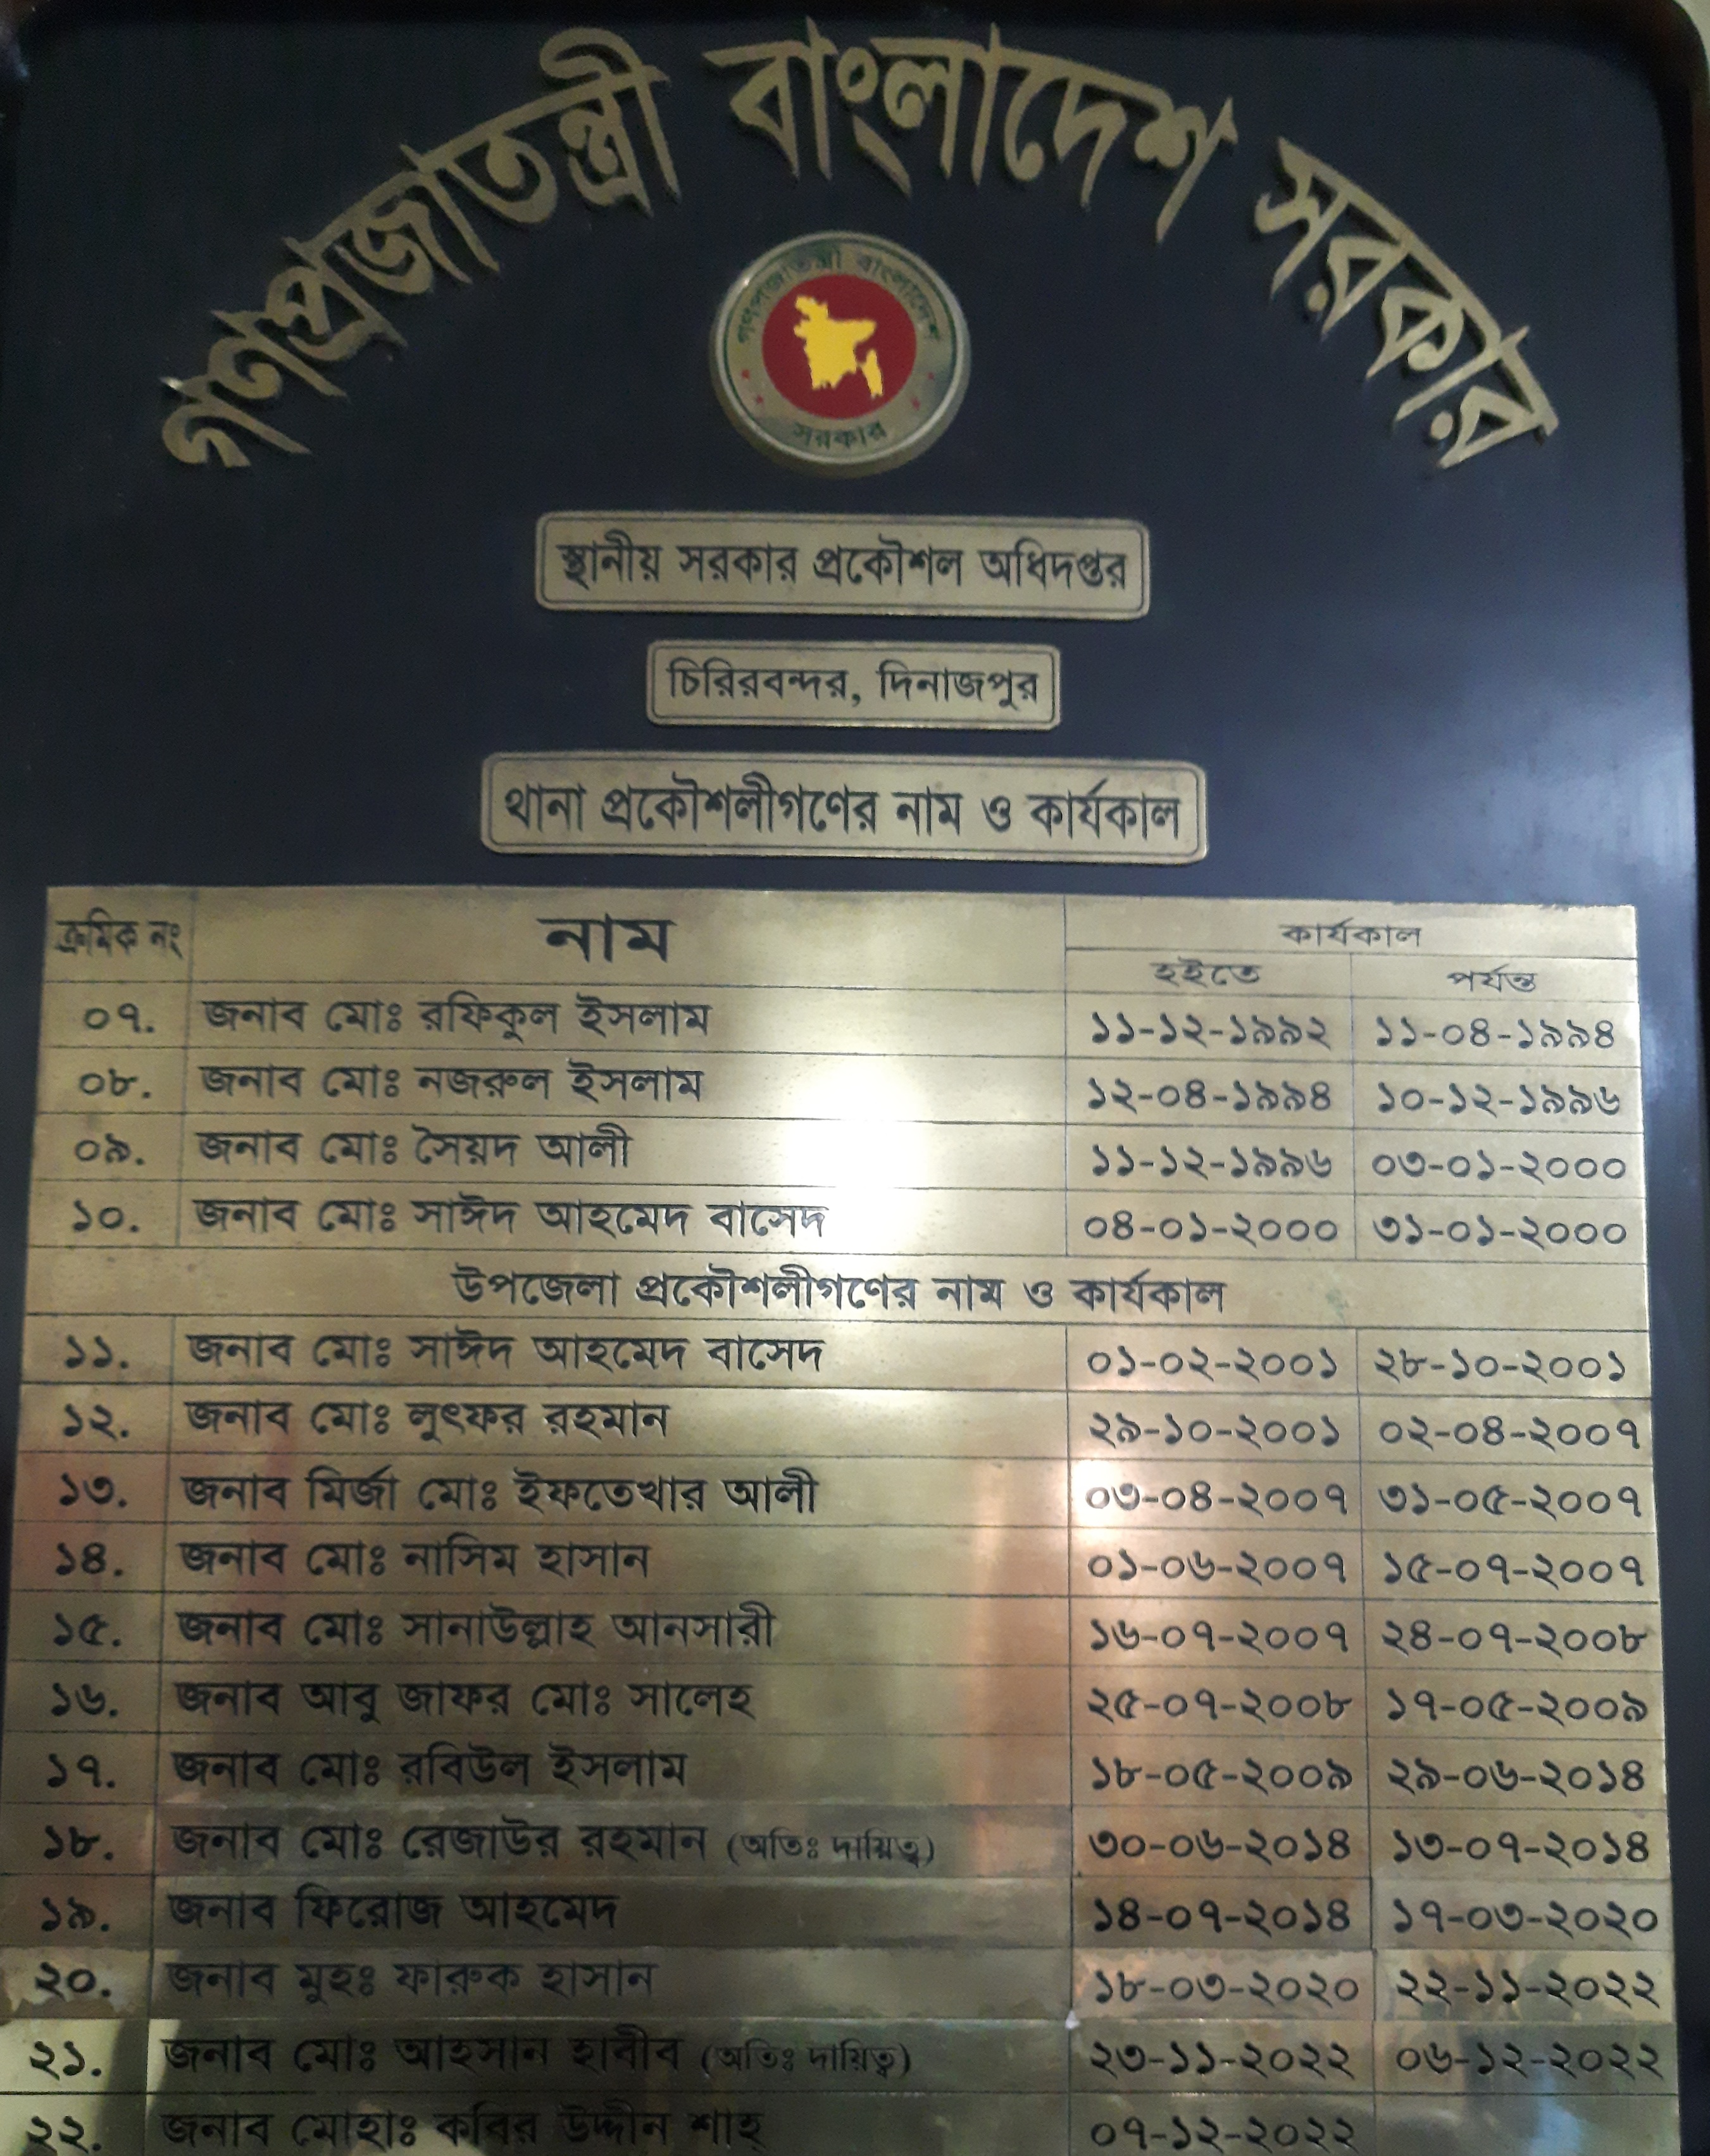 গণপ্রজাতন্ত্রী বাংলাদেশ সরকার
গণপ্রজাতন্ত্রী বাংলাদেশ
সরকার
স্থানীয় সরকার প্রকৌশল অধিদপ্তর
চিরিরবন্দর, দিনাজপুর
থানা প্রকৌশলীগণের নাম ও কার্যকাল
ক্রমিক নং নাম কার্যকাল
হইতে পর্যন্ত
০৭. জনাব মোঃ রফিকুল ইসলাম ১১-১২-১৯৯২ ১১-০৪-১৯৯৪
০৮. জনাব মোঃ নজরুল ইসলাম ১২-০৪-১৯৯৪ ১০-১২-১৯৯৬
০৯. জনাব মোঃ সৈয়দ আলী ১১-১২-১৯৯৬ ০৩-০১-২০০০
১০. জনাব মোঃ সাঈদ আহমেদ বাসেদ ০৪-০১-২০০০ ৩১-০১-২০০০
উপজেলা প্রকৌশলীগণের নাম ও কার্যকাল
১১. জনাব মোঃ সাঈদ আহমেদ বাসেদ ০১-০২-২০০১ ২৮-১০-২০০১
১২. জনাব মোঃ লুৎফর রহমান ২৯-১০-২০০১ ০২-০৪-২০০৭
১৩. জনাব মির্জা মোঃ ইফতেখার আলী ০৩-০৪-২০০৭ ৩১-০৫-২০০৭
১৪. জনাব মোঃ নাসিম হাসান ০১-০৬-২০০৭ ১৫-০৭-২০০৭
১৫. জনাব মোঃ সানাউল্লাহ আনসারী ১৬-০৭-২০০৭ ২৪-০৭-২০০৮
১৬. জনাব আবু জাফর মোঃ সালেহ ২৫-০৭-২০০৮ ১৭-০৫-২০০৯
১৭. জনাব মোঃ রবিউল ইসলাম ১৮-০৫-২০০৯ ২৯-০৬-২০১৪
১৮. জনাব মোঃ রেজাউর রহমান (অতিঃ দায়িত্ব) ৩০-০৬-২০১৪ ১৩-০৭-২০১৪
১৯. জনাব ফিরোজ আহমেদ ১৪-০৭-২০১৪ ১৭-০৩-২০২০
২০. জনাব মুহঃ ফারুক হাসান ১৮-০৩-২০২০ ২২-১১-২০২২
২১. জনাব মোঃ আহসান হাবীব (অতিঃ দায়িত্ব) ২৩-১১-২০২২ ০৬-১২-২০২২
২২. জনাব মোহাঃ কবির উদ্দীন শাহ্ ০৭-১২-২০২২